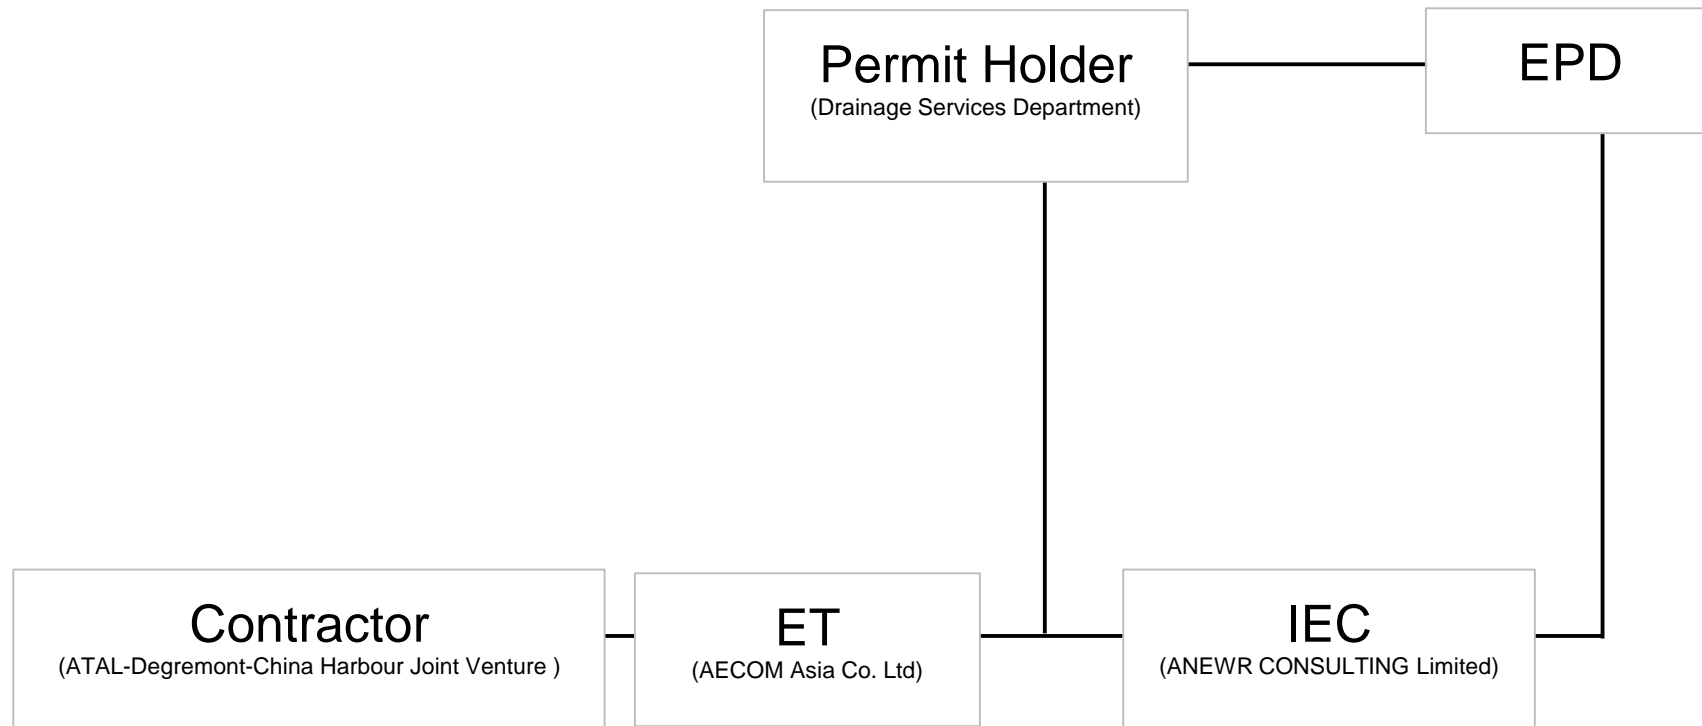 Permit Holder
(Drainage Services Department)
EPD
Contractor
(ATAL-Degremont-China Harbour Joint Venture )
ET
(AECOM Asia Co. Ltd)
IEC
(ANEWR CONSULTING Limited)